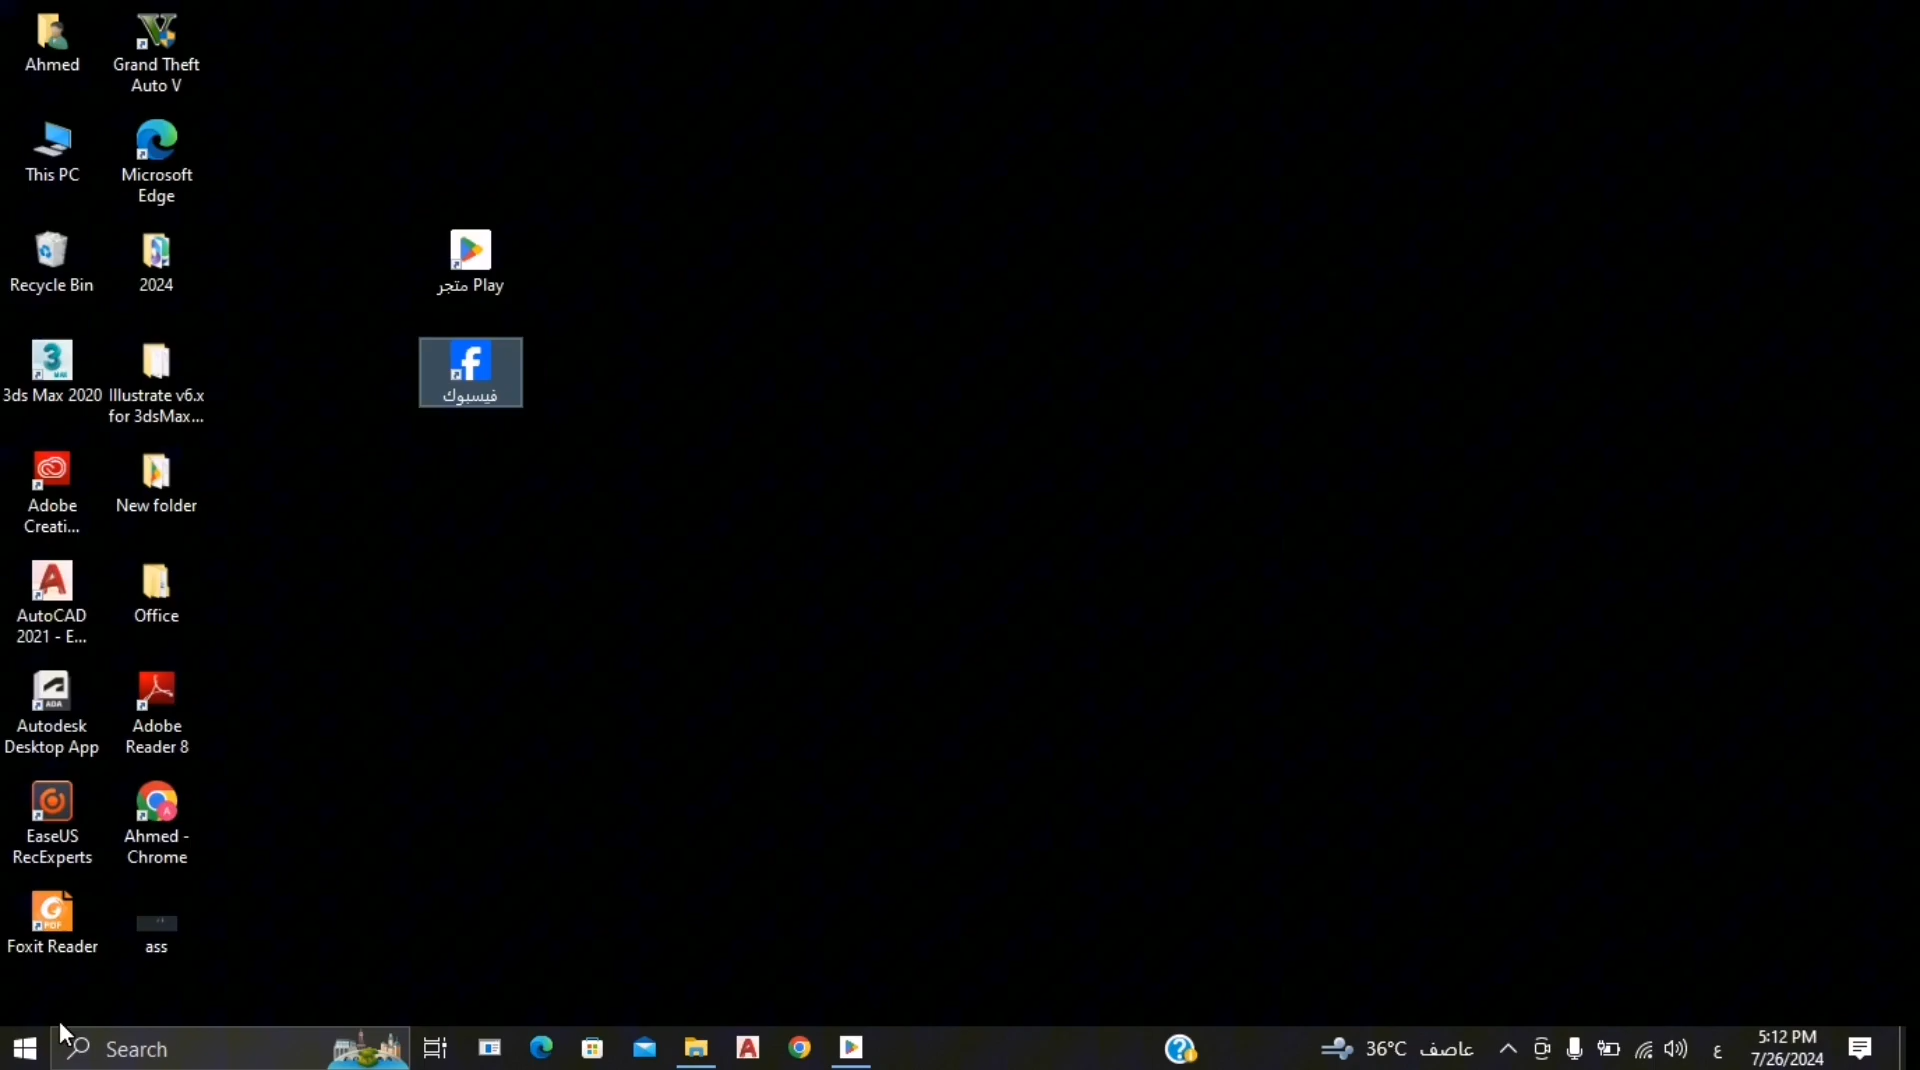 Ahmed
Grand Theft
Auto V
This PC
Microsoft
Edge
Recycle Bin
2024
متجر Play
3ds Max 2020
Illustrate v6.x
for 3dsMax...
فيسبوك
Adobe
Creati...
New folder
AutoCAD
2021 - E...
Office
Autodesk
Desktop App
Adobe
Reader 8
EaseUS
RecExperts
Ahmed -
Chrome
Foxit Reader
ass
Search
36°C عاصف
ع
5:12 PM
7/26/2024